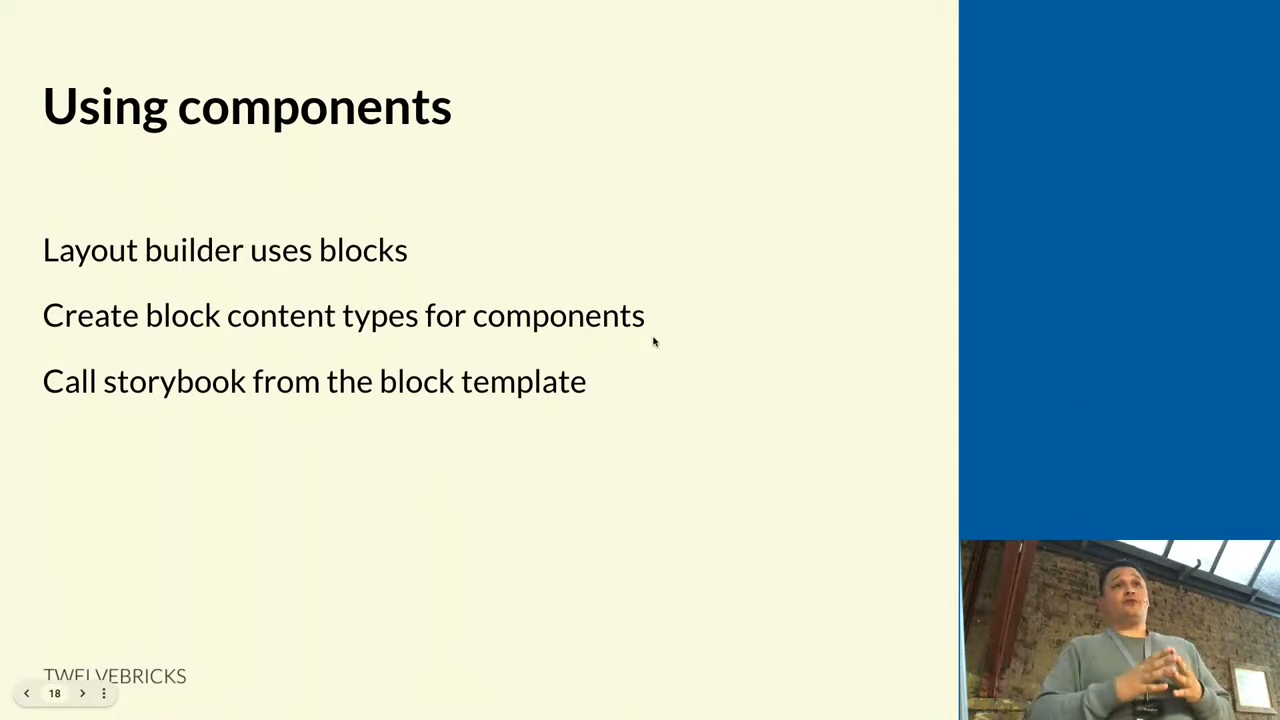 Using components
Layout builder uses blocks
Create block content types for components
Call storybook from the block template
TWELVEBRICKS
18